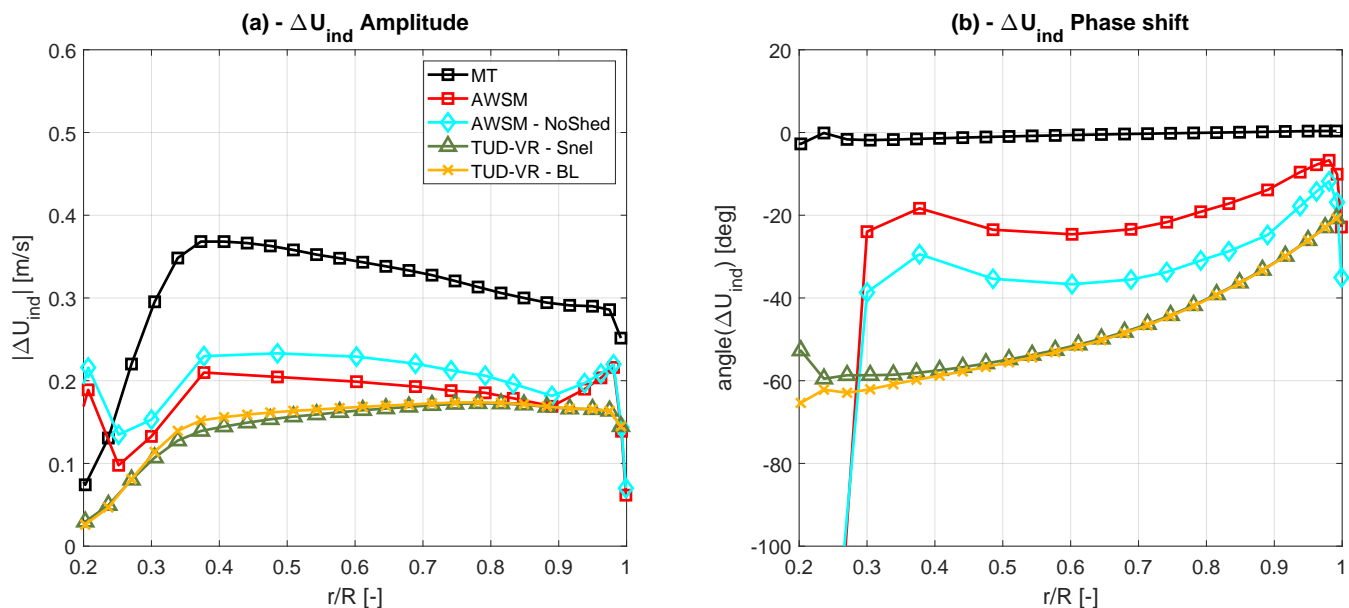 (a) - ΔU_ind Amplitude
0.6
0.5
0.4
0.3
0.2
0.1
0
|ΔU_ind| [m/s]
MT
AWSM
AWSM - NoShed
TUD-VR - Snel
TUD-VR - BL
0.2 0.3 0.4 0.5 0.6 0.7 0.8 0.9 1
r/R [-]
(b) - ΔU_ind Phase shift
20
0
-20
-40
-60
-80
-100
angle(ΔU_ind) [deg]
0.2 0.3 0.4 0.5 0.6 0.7 0.8 0.9 1
r/R [-]